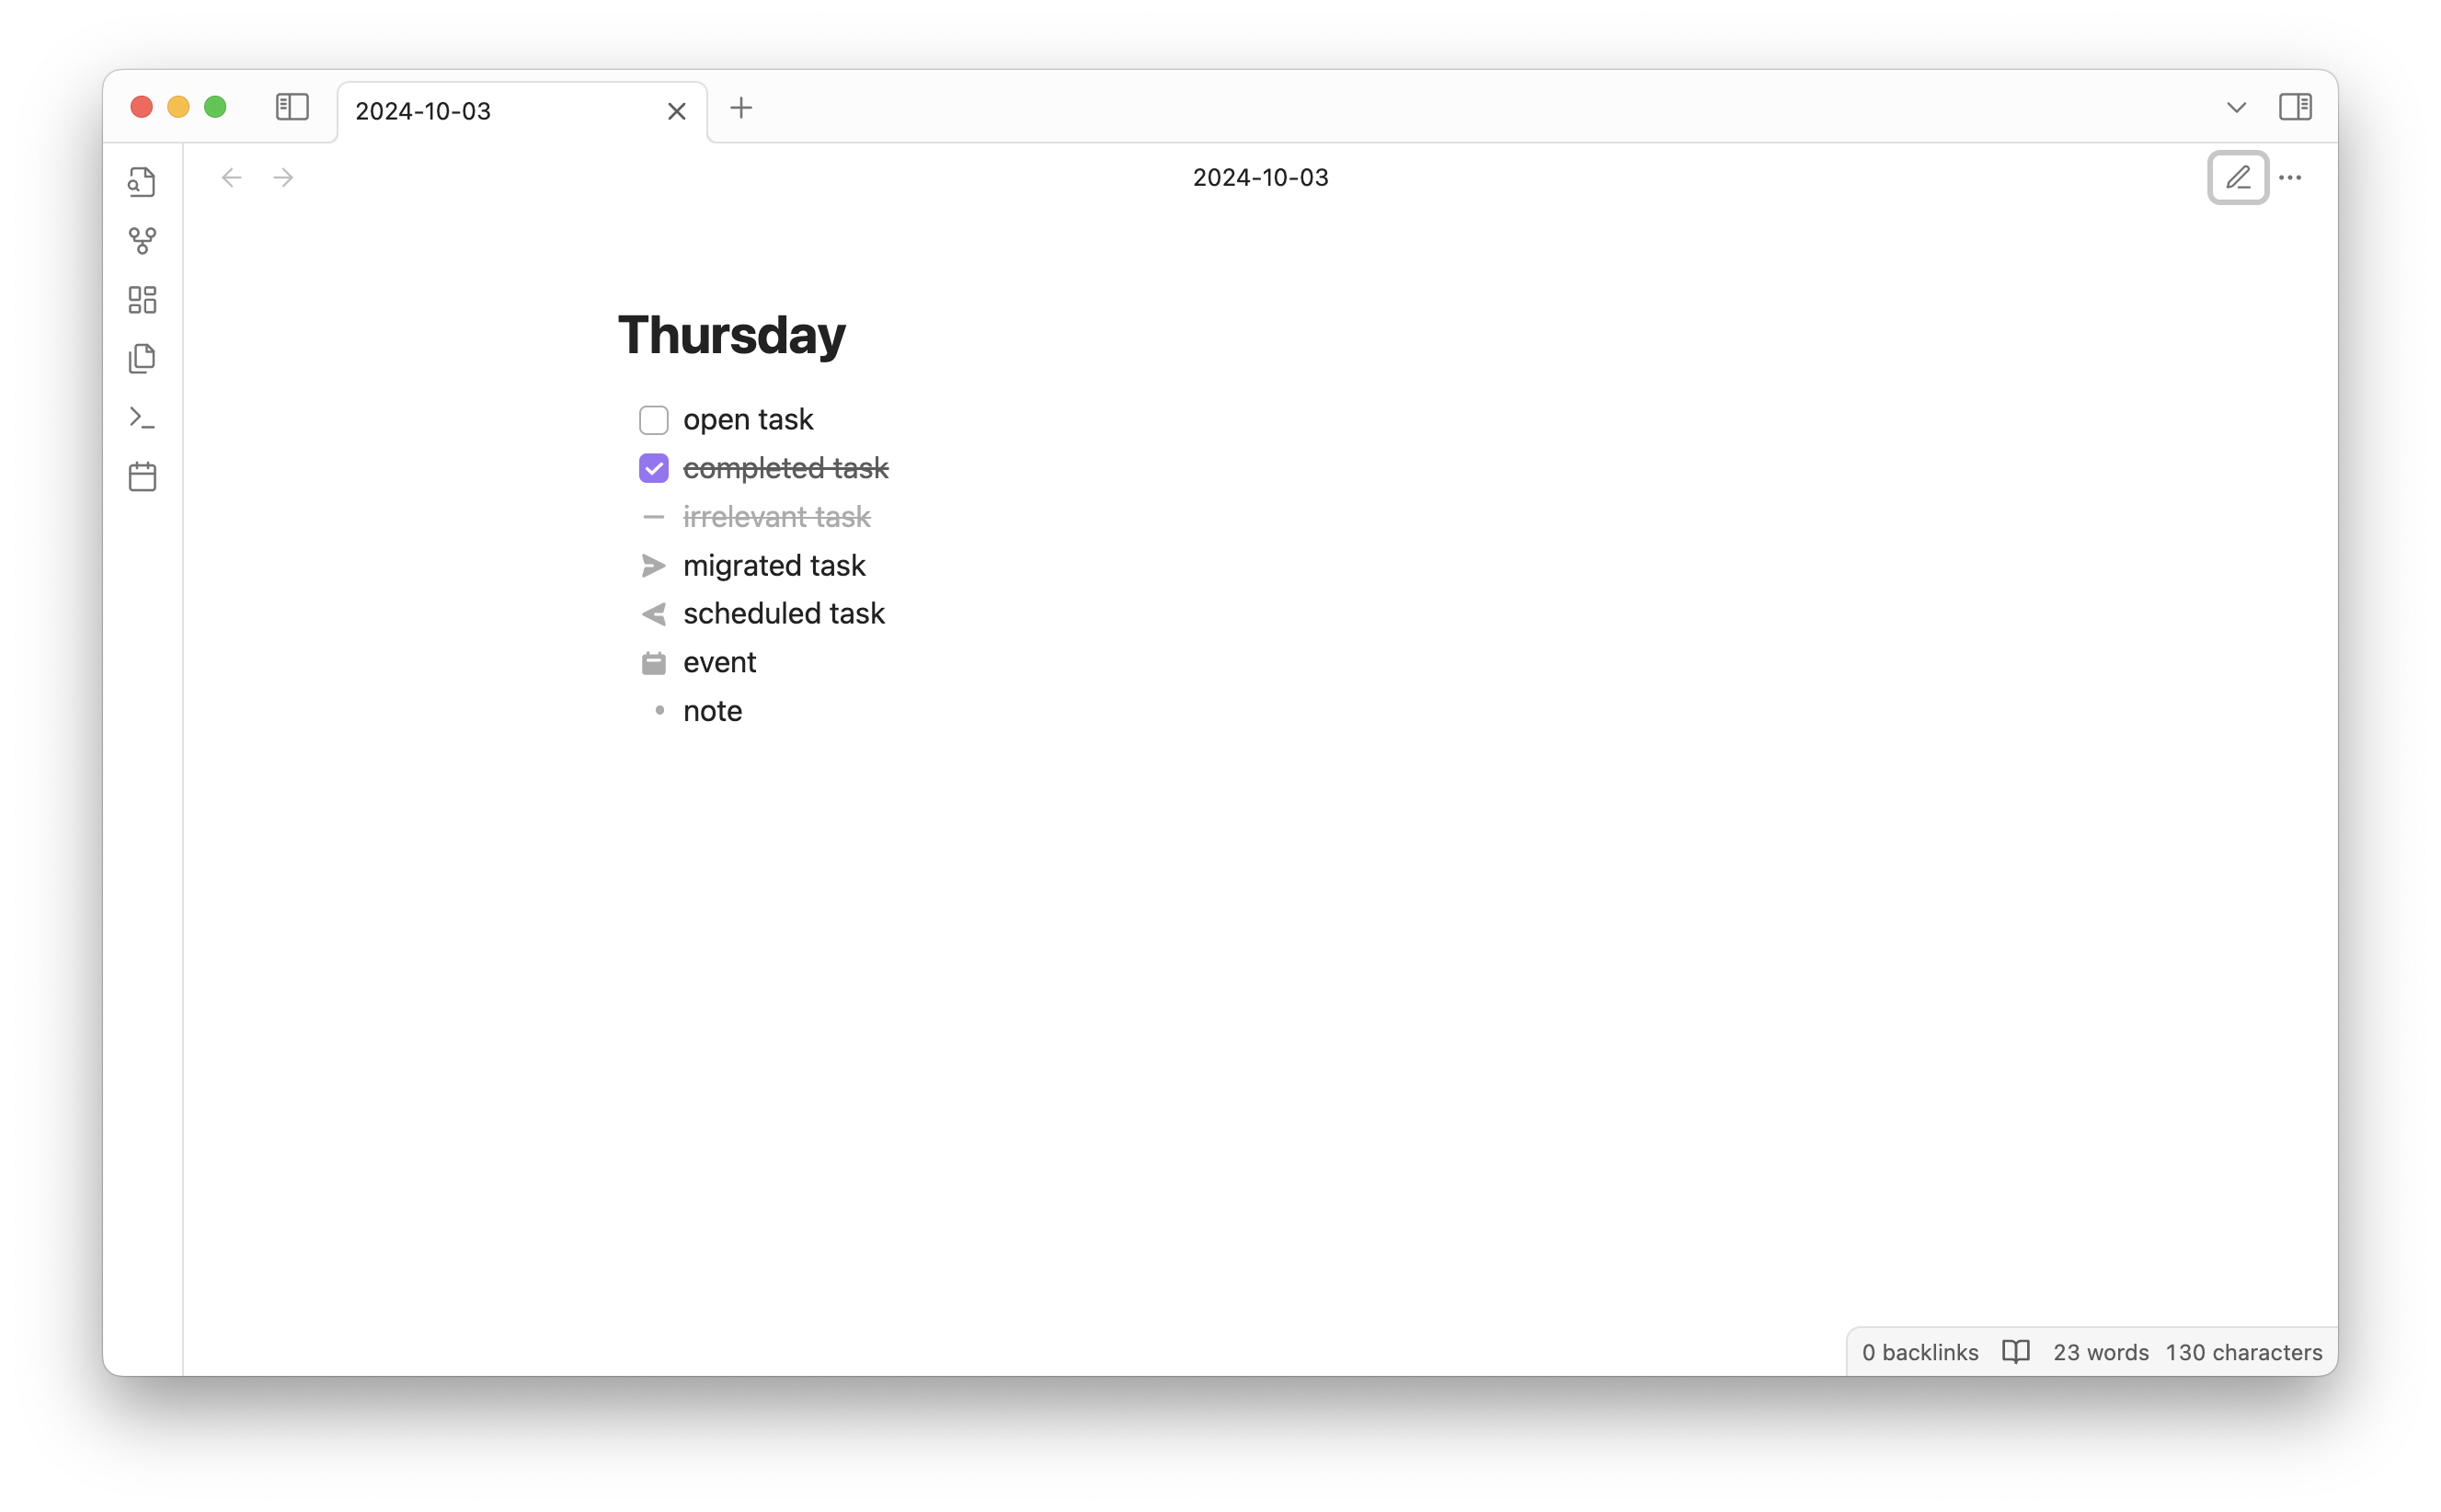 2024-10-03
2024-10-03
Thursday
open task
completed task
irrelevant task
migrated task
scheduled task
event
note
0 backlinks 23 words 130 characters